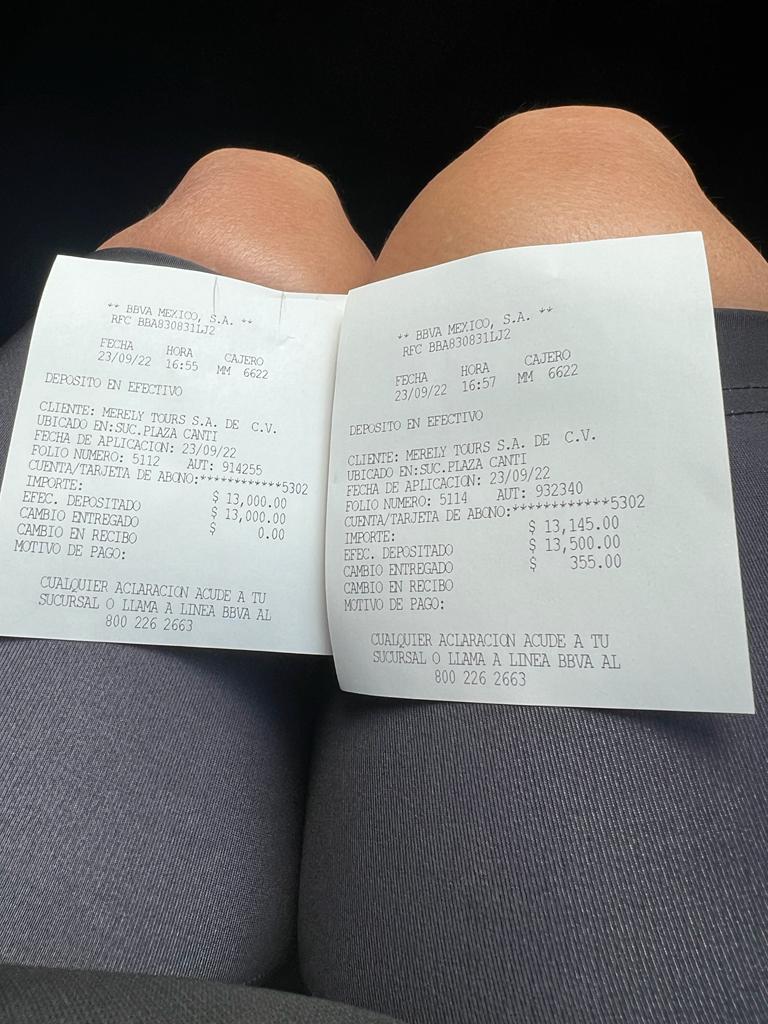 ** BBVA MEXICO, S.A. **
RFC BBA830831LJ2
FECHA HORA CAJERO
23/09/22 16:55 MM 6622
DEPOSITO EN EFECTIVO
CLIENTE: MERELY TOURS S.A. DE C.V.
UBICADO EN:SUC.PLAZA CANTI
FECHA DE APLICACION: 23/09/22
FOLIO NUMERO: 5112 AUT: 914255
CUENTA/TARJETA DE ABONO:************5302
IMPORTE: $ 13,000.00
EFEC. DEPOSITADO $ 13,000.00
CAMBIO ENTREGADO $ 0.00
CAMBIO EN RECIBO
MOTIVO DE PAGO:
CUALQUIER ACLARACION ACUDE A TU
SUCURSAL O LLAMA A LINEA BBVA AL
800 226 2663
** BBVA MEXICO, S.A. **
RFC BBA830831LJ2
FECHA HORA CAJERO
23/09/22 16:57 MM 6622
DEPOSITO EN EFECTIVO
CLIENTE: MERELY TOURS S.A. DE C.V.
UBICADO EN:SUC.PLAZA CANTI
FECHA DE APLICACION: 23/09/22
FOLIO NUMERO: 5114 AUT: 932340
CUENTA/TARJETA DE ABONO:************5302
IMPORTE: $ 13,145.00
EFEC. DEPOSITADO $ 13,500.00
CAMBIO ENTREGADO $ 355.00
CAMBIO EN RECIBO
MOTIVO DE PAGO:
CUALQUIER ACLARACION ACUDE A TU
SUCURSAL O LLAMA A LINEA BBVA AL
800 226 2663